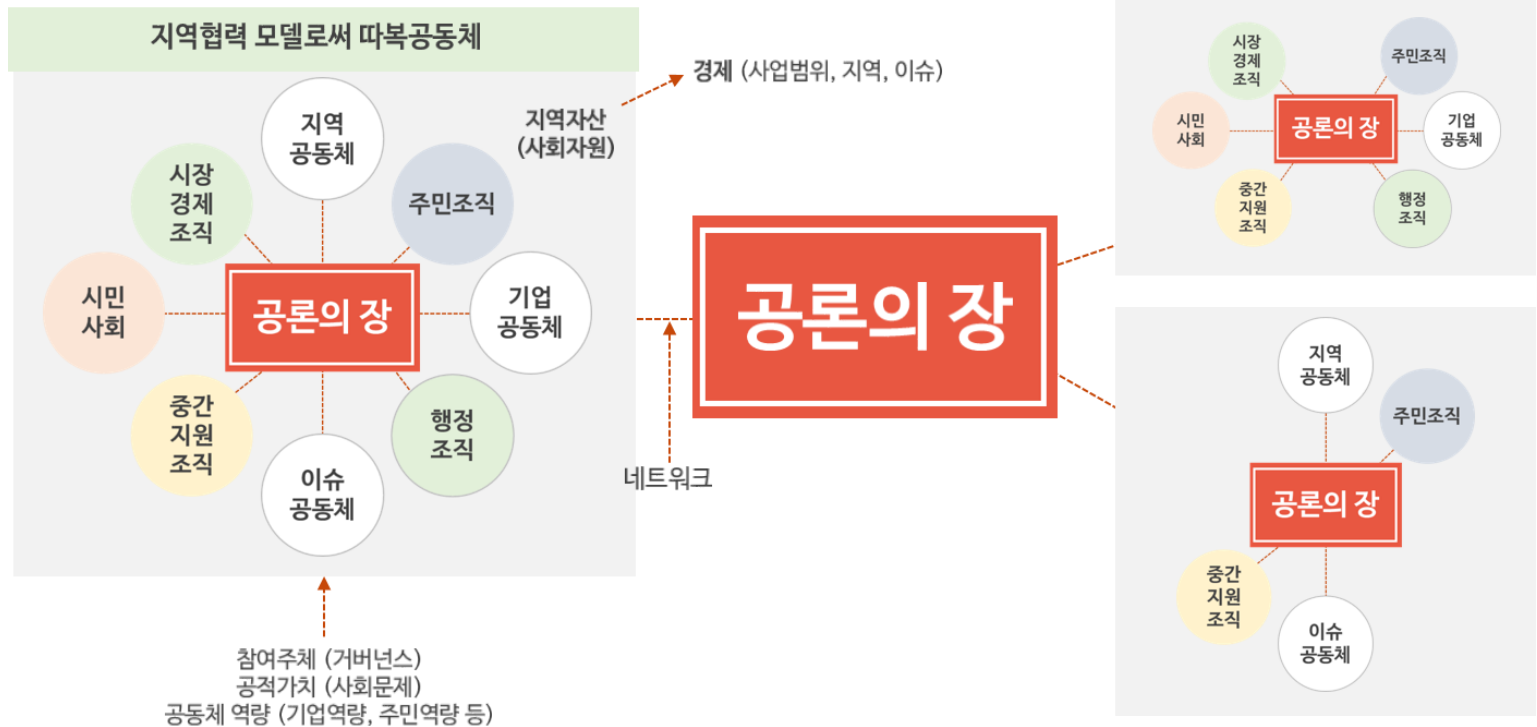 지역협력 모델로써 따복공동체
지역
공동체
시장
경제
조직
주민조직
시민
사회
공론의 장
기업
공동체
중간
지원
조직
행정
조직
이슈
공동체
참여주체 (거버넌스)
공적가치 (사회문제)
공동체 역량 (기업역량, 주민역량 등)
지역자산
(사회자원)
경제 (사업범위, 지역, 이슈)
공론의 장
네트워크
시장
경제
조직
주민조직
시민
사회
공론의 장
기업
공동체
중간
지원
조직
행정
조직
지역
공동체
주민조직
공론의 장
중간
지원
조직
이슈
공동체